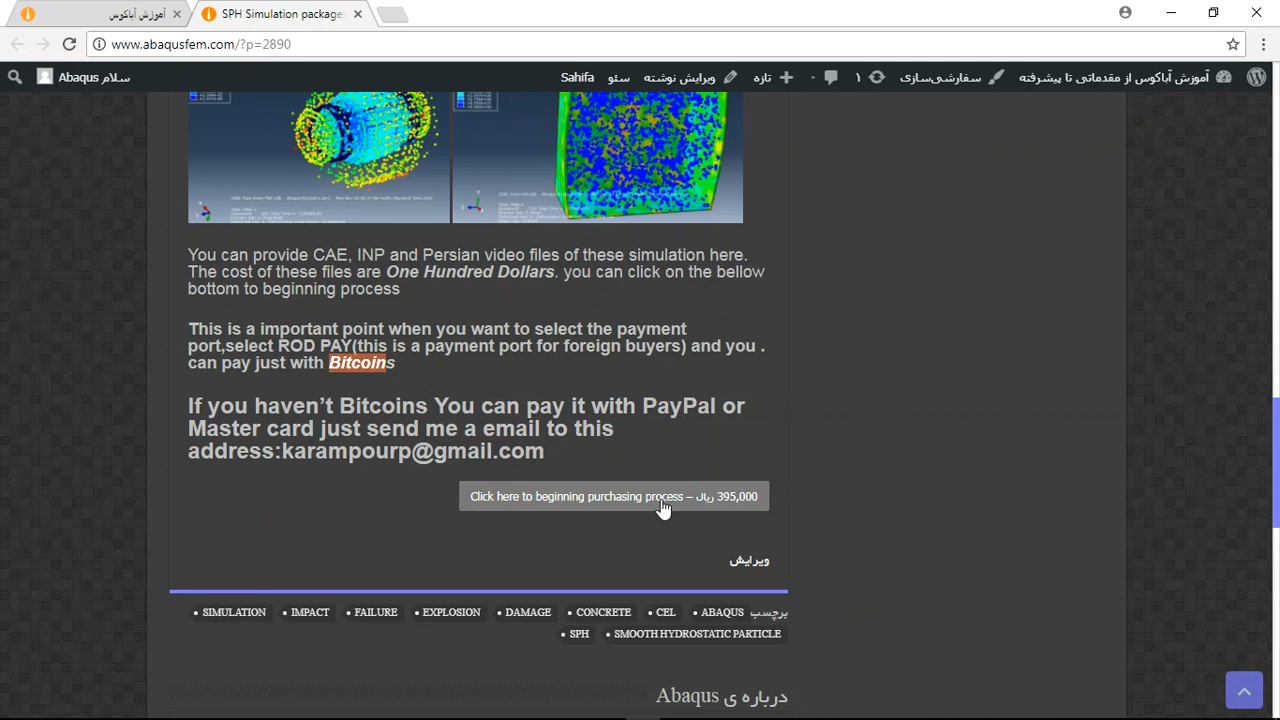 آموزش آباکوس
SPH Simulation package:
www.abaqusfem.com/?p=2890
سلام Abaqus
Sahifa
سئو
ویرایش نوشته
تازه
۱
سفارشی‌سازی
آموزش آباکوس از مقدماتی تا پیشرفته
You can provide CAE, INP and Persian video files of these simulation here.
The cost of these files are One Hundred Dollars. you can click on the bellow
bottom to beginning process
This is a important point when you want to select the payment
port,select ROD PAY(this is a payment port for foreign buyers) and you .
can pay just with Bitcoins
If you haven’t Bitcoins You can pay it with PayPal or
Master card just send me a email to this
address:karampourp@gmail.com
Click here to beginning purchasing process – ریال 395,000
ویرایش
برچسب ABAQUS CEL CONCRETE DAMAGE EXPLOSION FAILURE IMPACT SIMULATION
SMOOTH HYDROSTATIC PARTICLE SPH
درباره ی Abaqus